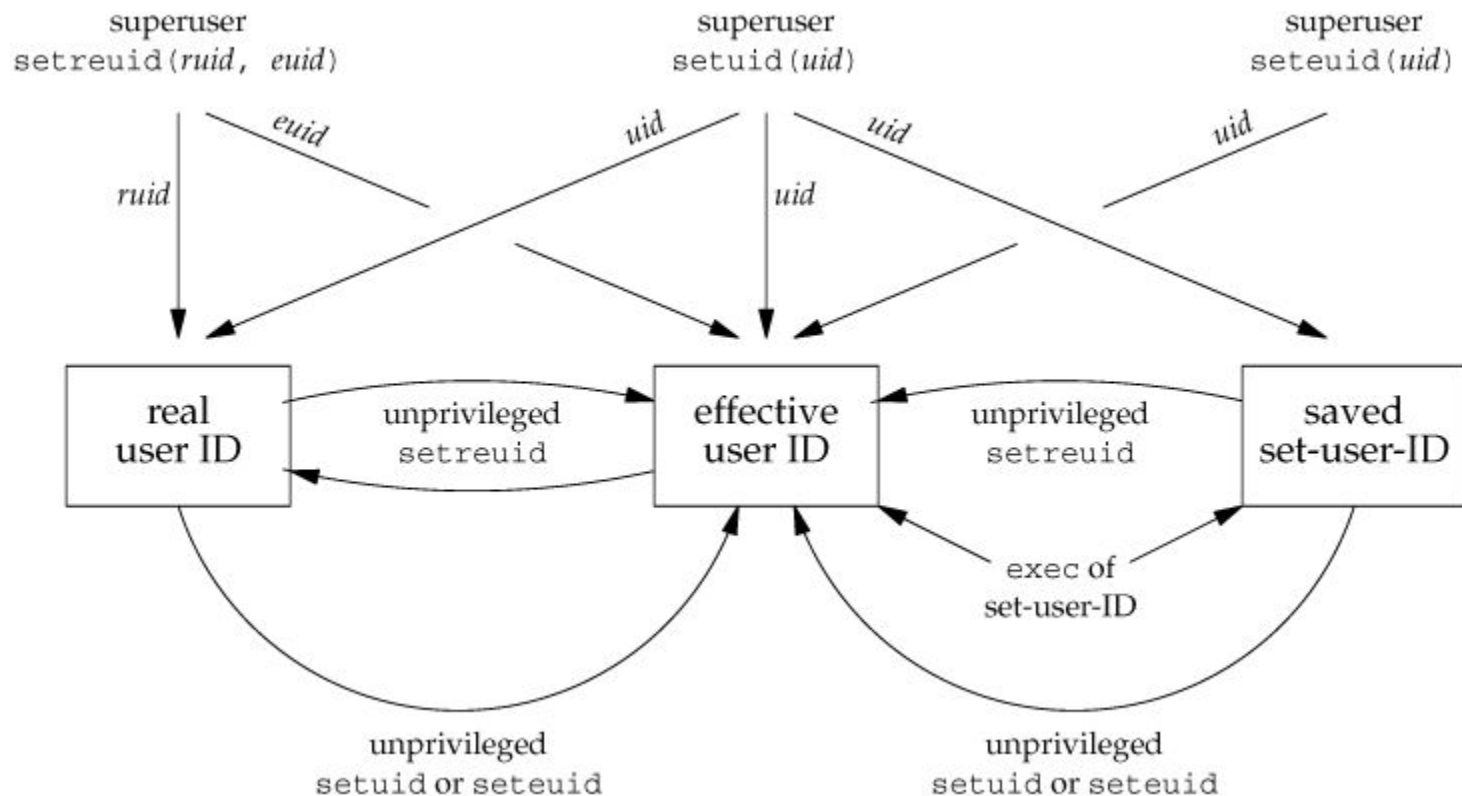 superuser
setreuid(ruid, euid)
superuser
setuid(uid)
superuser
seteuid(uid)
euid
uid
uid
uid
ruid
uid
real
user ID
unprivileged
setreuid
effective
user ID
unprivileged
setreuid
saved
set-user-ID
exec of
set-user-ID
unprivileged
setuid or seteuid
unprivileged
setuid or seteuid